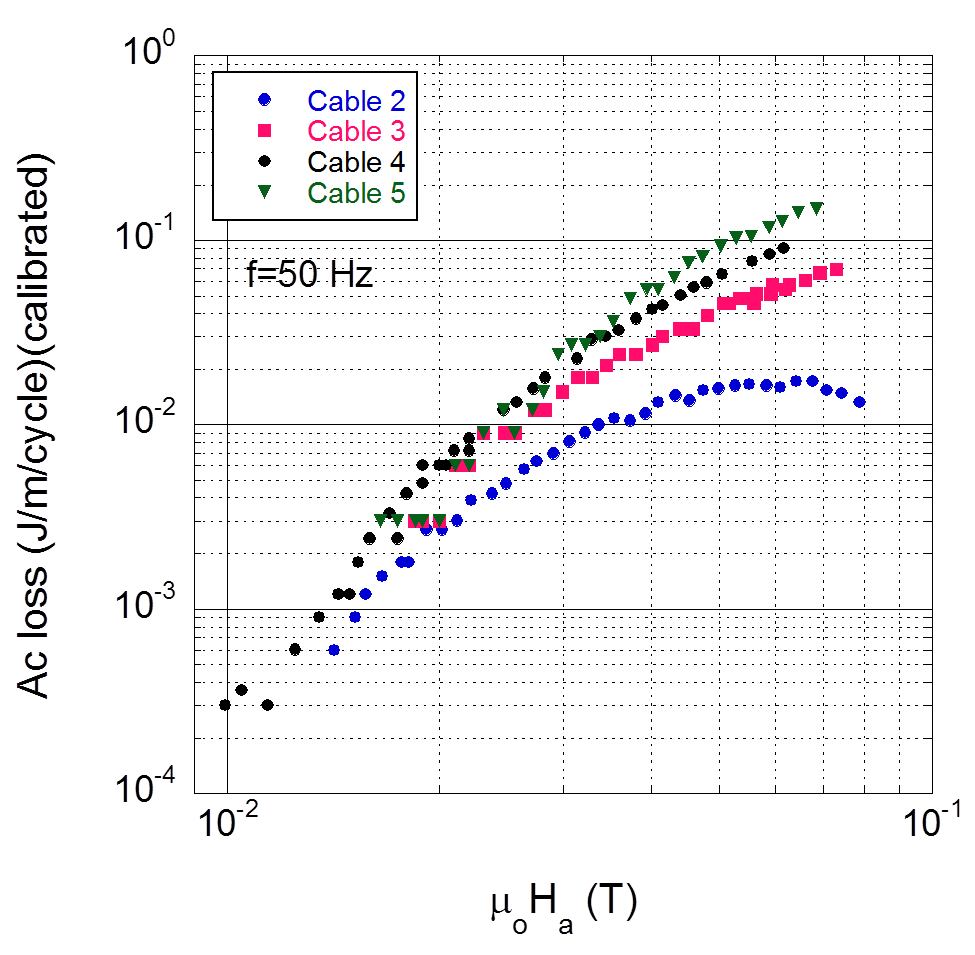 10^0
10^-1
10^-2
10^-3
10^-4
Ac loss (J/m/cycle)(calibrated)
Cable 2
Cable 3
Cable 4
Cable 5
f=50 Hz
10^-2
10^-1
μ_oH_a (T)